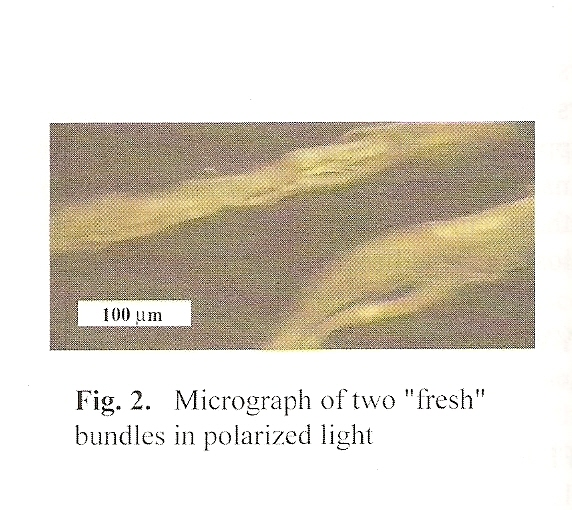 100 µm
Fig. 2. Micrograph of two "fresh"
bundles in polarized light